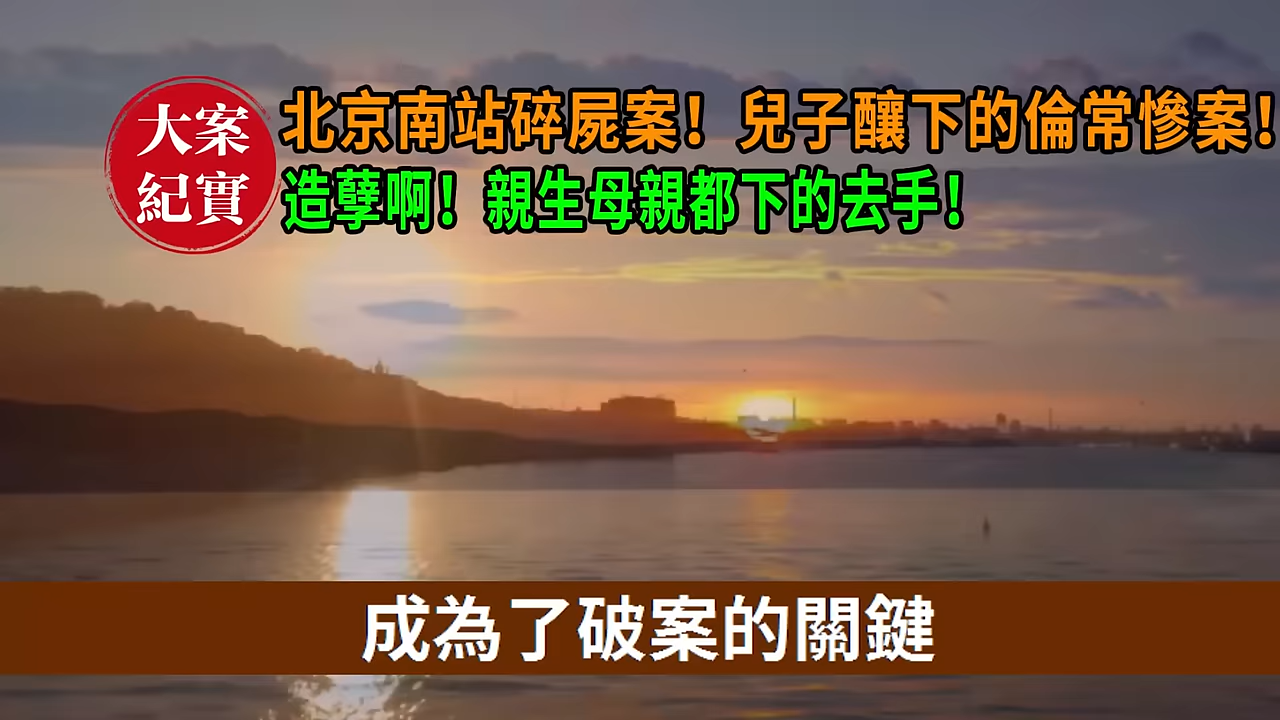 大案
紀實
北京南站碎屍案！兒子釀下的倫常慘案！
造孽啊！親生母親都下的去手！
成為了破案的關鍵